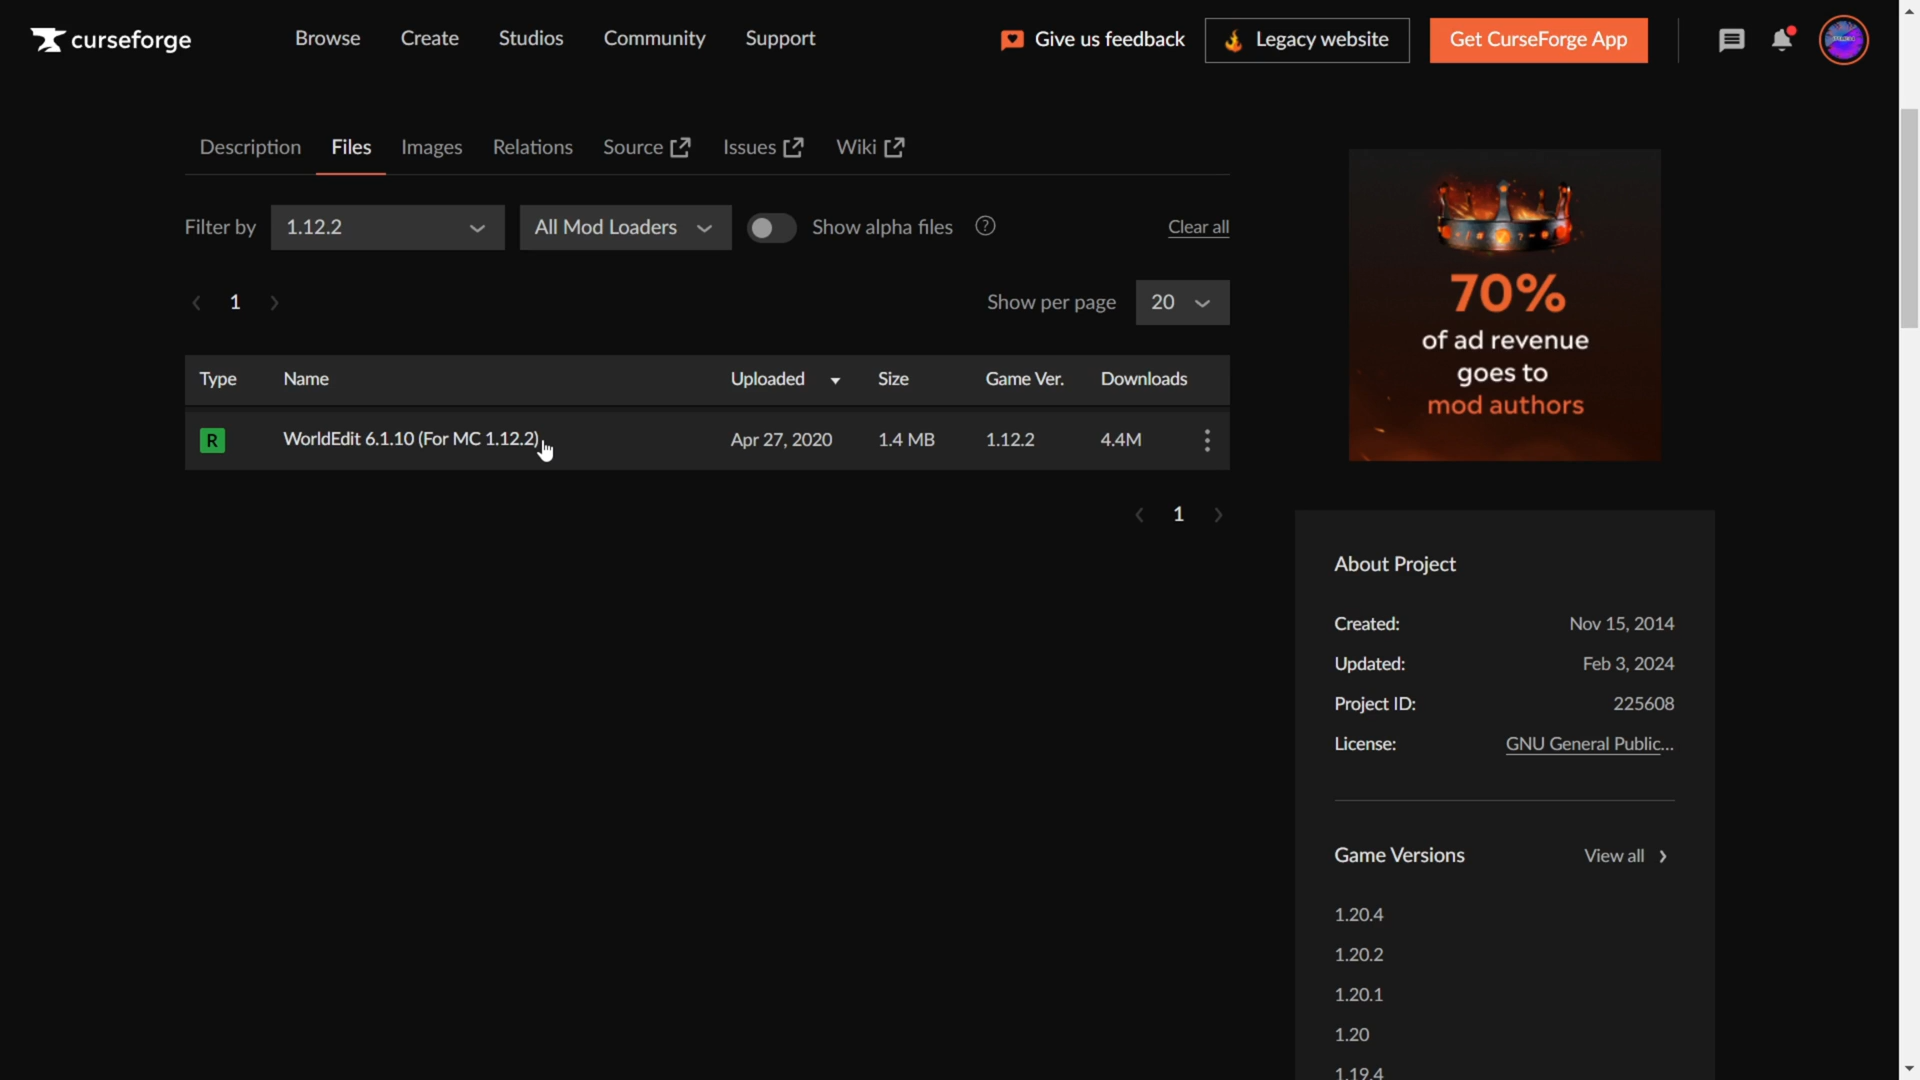 curseforge
Browse Create Studios Community Support
Give us feedback
Legacy website
Get CurseForge App
Description Files Images Relations Source Issues Wiki
Filter by 1.12.2 All Mod Loaders Show alpha files ? Clear all
1 Show per page 20
Type Name Uploaded Size Game Ver. Downloads
R WorldEdit 6.1.10 (For MC 1.12.2) Apr 27, 2020 1.4 MB 1.12.2 4.4M
1
70%
of ad revenue
goes to
mod authors
About Project
Created: Nov 15, 2014
Updated: Feb 3, 2024
Project ID: 225608
License: GNU General Public...
Game Versions View all
1.20.4
1.20.2
1.20.1
1.20
1.19.4